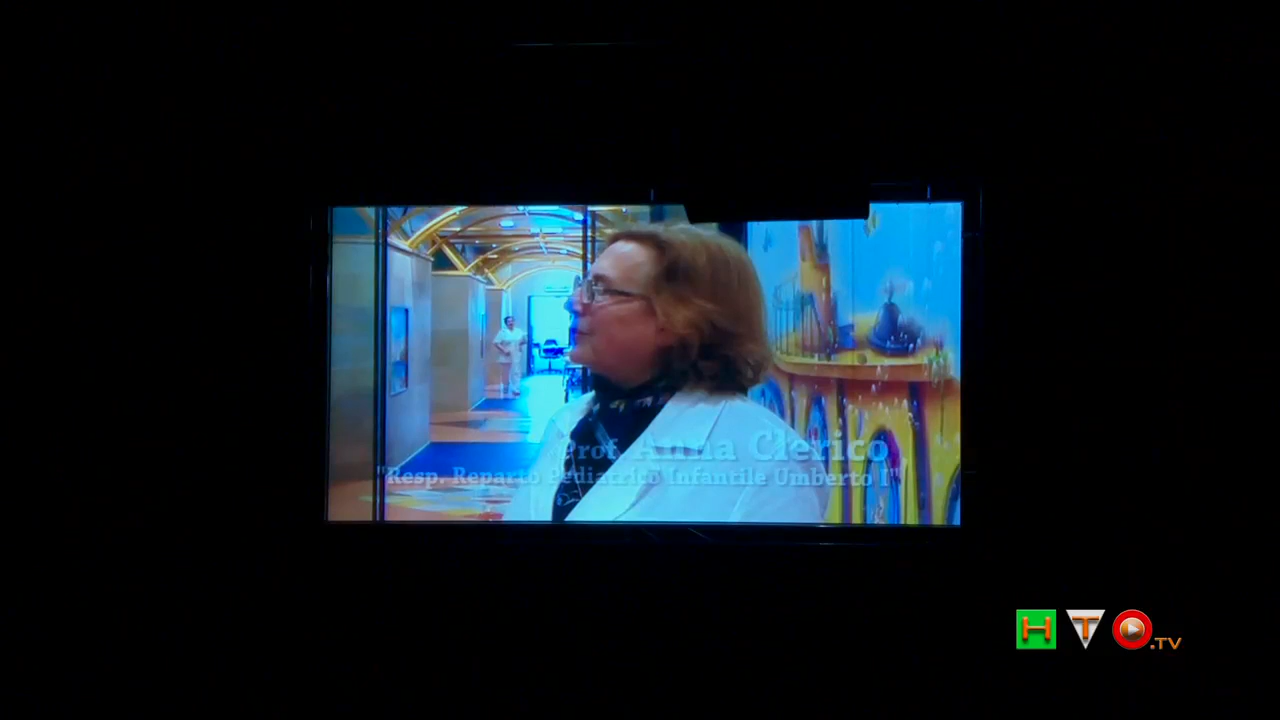 Prof. Anna Clerico
"Resp. Reparto Pediatrico Infantile Umberto I"
HTO.TV